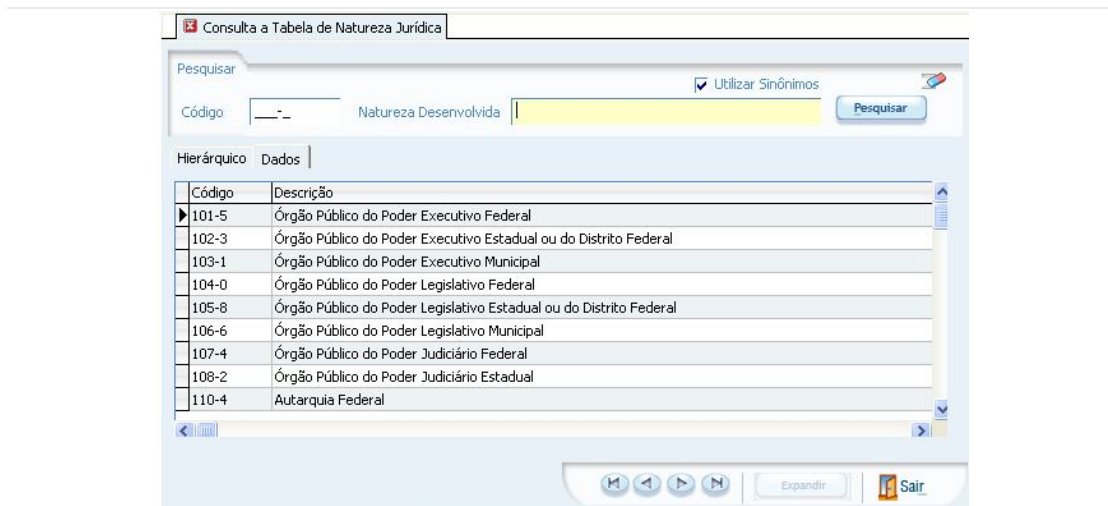 Consulta a Tabela de Natureza Jurídica
Pesquisar
Utilizar Sinônimos
Código ___-_ Natureza Desenvolvida Pesquisar
Hierárquico Dados
Código Descrição
101-5 Órgão Público do Poder Executivo Federal
102-3 Órgão Público do Poder Executivo Estadual ou do Distrito Federal
103-1 Órgão Público do Poder Executivo Municipal
104-0 Órgão Público do Poder Legislativo Federal
105-8 Órgão Público do Poder Legislativo Estadual ou do Distrito Federal
106-6 Órgão Público do Poder Legislativo Municipal
107-4 Órgão Público do Poder Judiciário Federal
108-2 Órgão Público do Poder Judiciário Estadual
110-4 Autarquia Federal
Expandir Sair